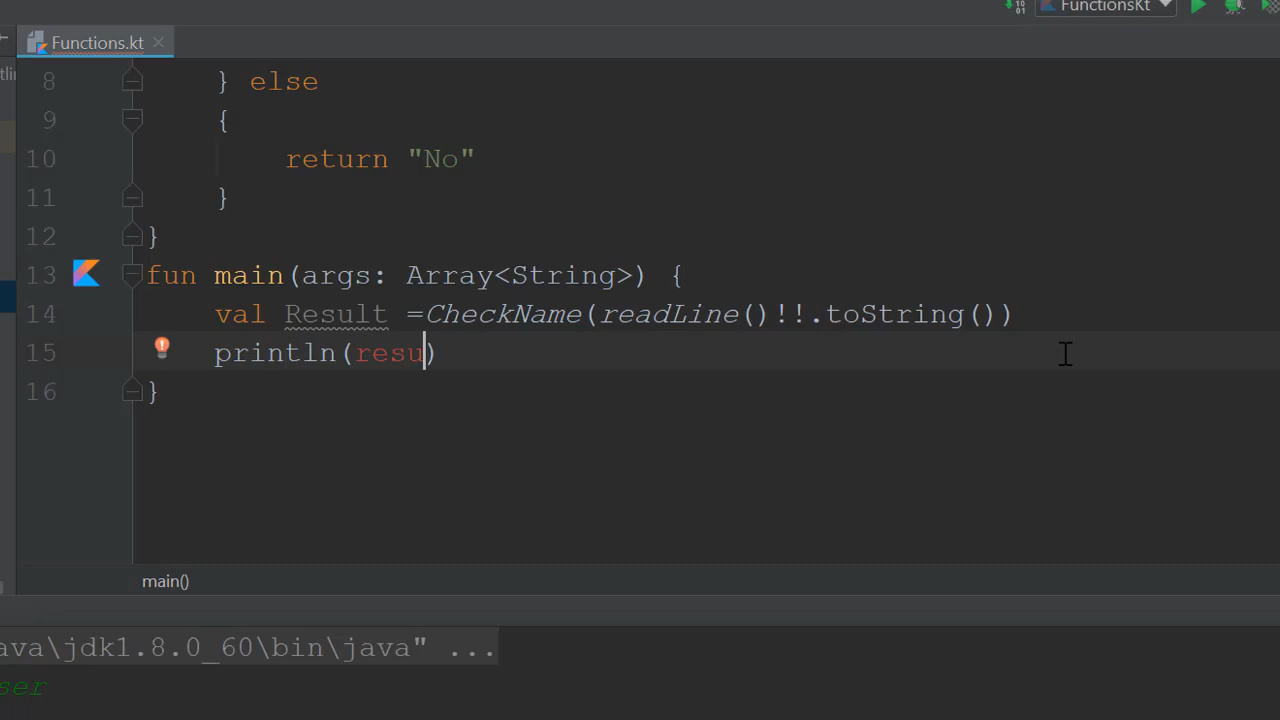 FunctionsKt
Functions.kt
8 } else
9 {
10 return "No"
11 }
12 }
13 fun main(args: Array<String>) {
14 val Result =CheckName(readLine()!!.toString())
15 println(resu)
16 }
main()
ava\jdk1.8.0_60\bin\java" ...
ser